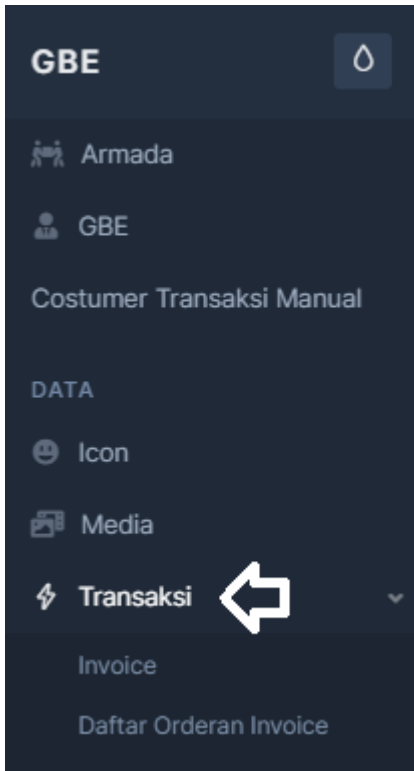 GBE
Armada
GBE
Costumer Transaksi Manual
DATA
Icon
Media
Transaksi
Invoice
Daftar Orderan Invoice